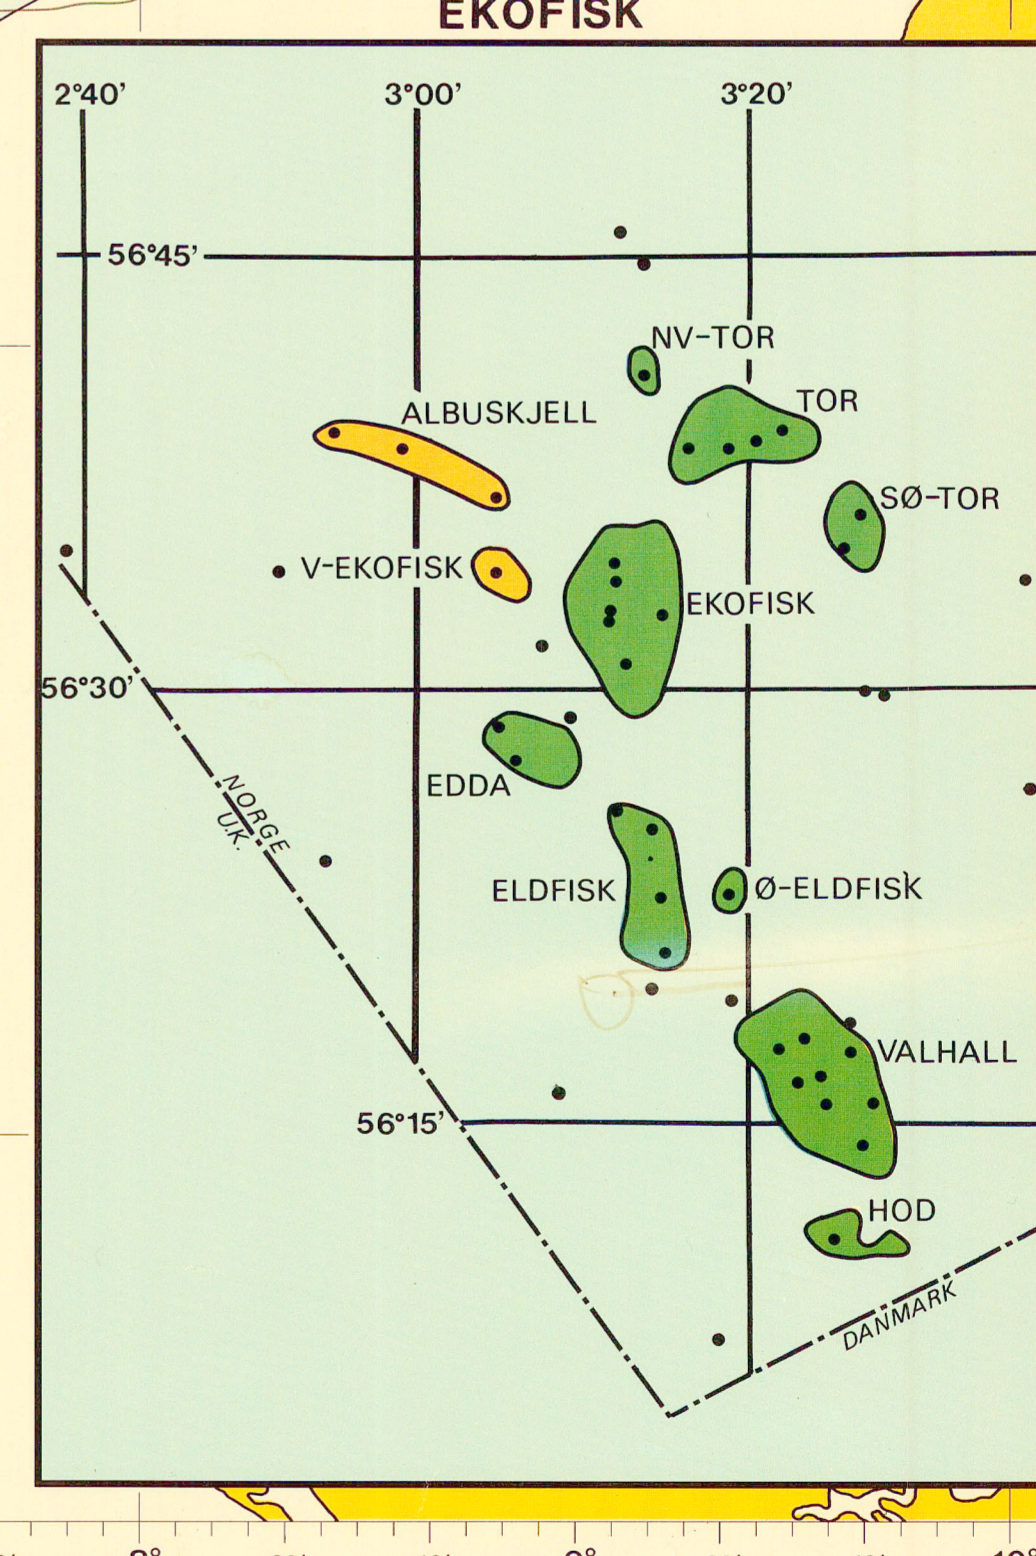 EKOFISK
2°40'
3°00'
3°20'
56°45'
NV-TOR
TOR
ALBUSKJELL
SØ-TOR
V-EKOFISK
EKOFISK
56°30'
EDDA
NORGE
U.K.
ELDFISK
Ø-ELDFISK
VALHALL
56°15'
HOD
DANMARK